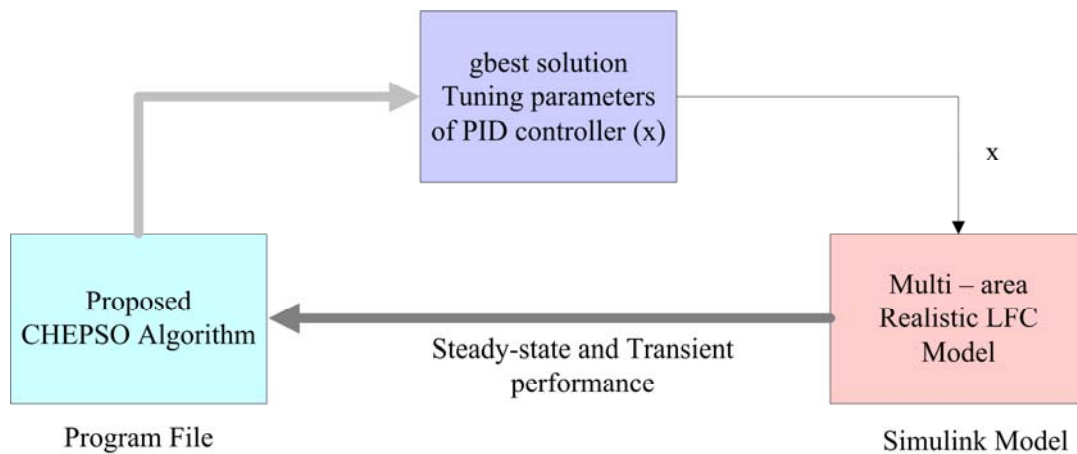 gbest solution
Tuning parameters
of PID controller (x)
x
Proposed
CHEPSO Algorithm
Multi – area
Realistic LFC
Model
Steady-state and Transient
performance
Program File
Simulink Model